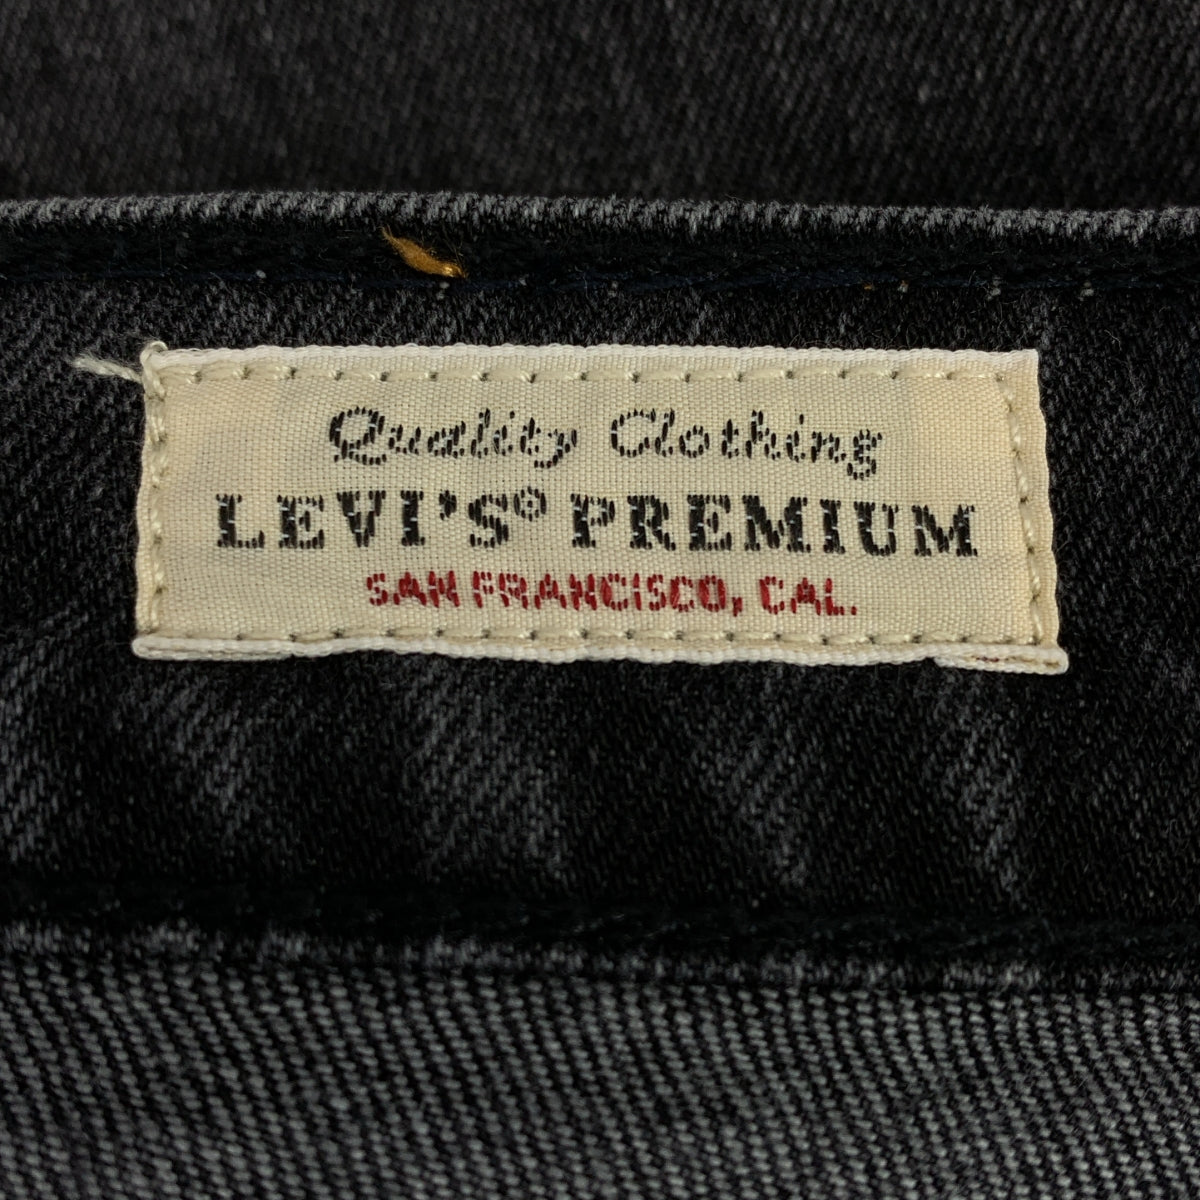 Quality Clothing
LEVI'S® PREMIUM
SAN FRANCISCO, CAL.